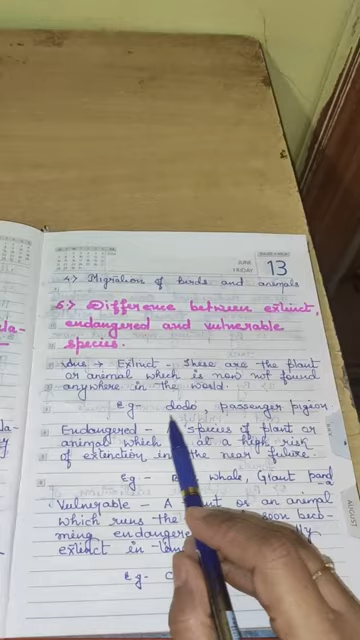 JUNE
FRIDAY 13
4) Migration of birds and animals
5) Difference between extinct,
endangered and vulnerable
species.
Ans → Extinct - These are the plant
or animal which is now not found
anywhere in the world.
Eg- dodo passenger pigeon
Endangered - species of plant or
animal which at a high risk
of extinction in the near future.
Eg- whale, Giant panda
Vulnerable - A or an animal
which runs the soon beco-
ming endangered
extinct in
Eg-
AUGUST